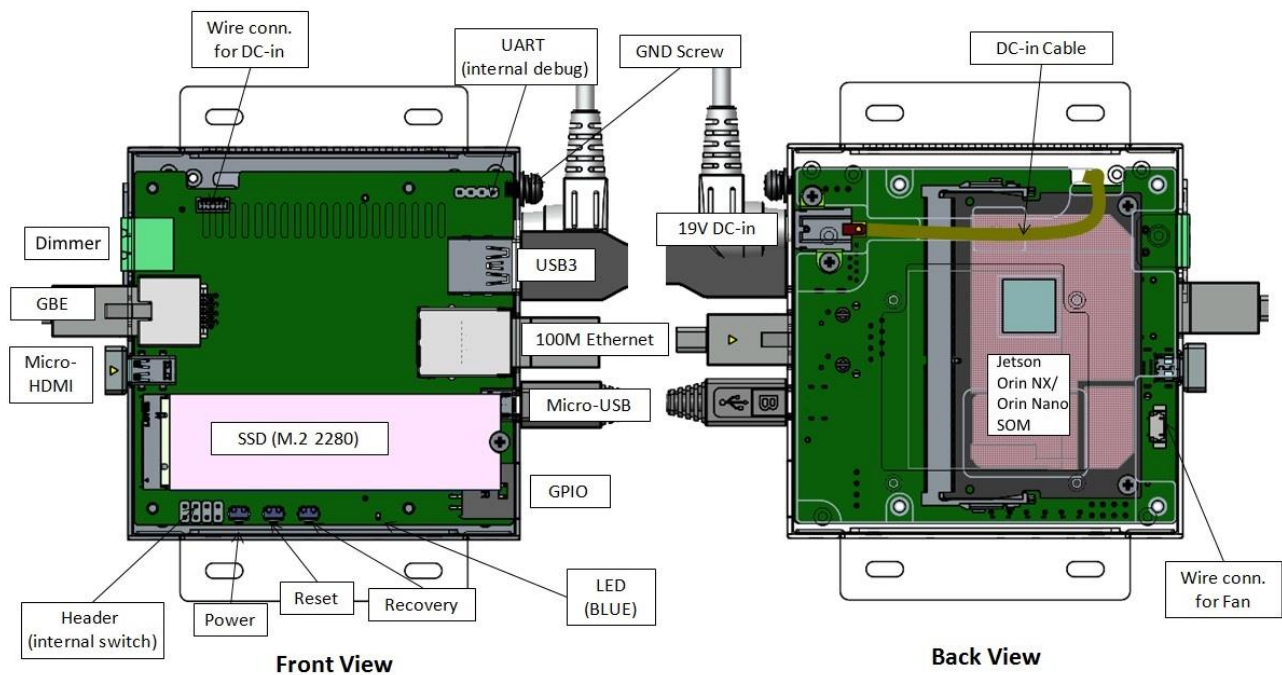 Wire conn.
for DC-in
UART
(internal debug)
GND Screw
DC-in Cable
Dimmer
GBE
Micro-
HDMI
USB3
100M Ethernet
Micro-USB
SSD (M.2 2280)
GPIO
19V DC-in
B
Jetson
Orin NX/
Orin Nano
SOM
Header
(internal switch)
Power
Reset
Recovery
LED
(BLUE)
Wire conn.
for Fan
Front View
Back View